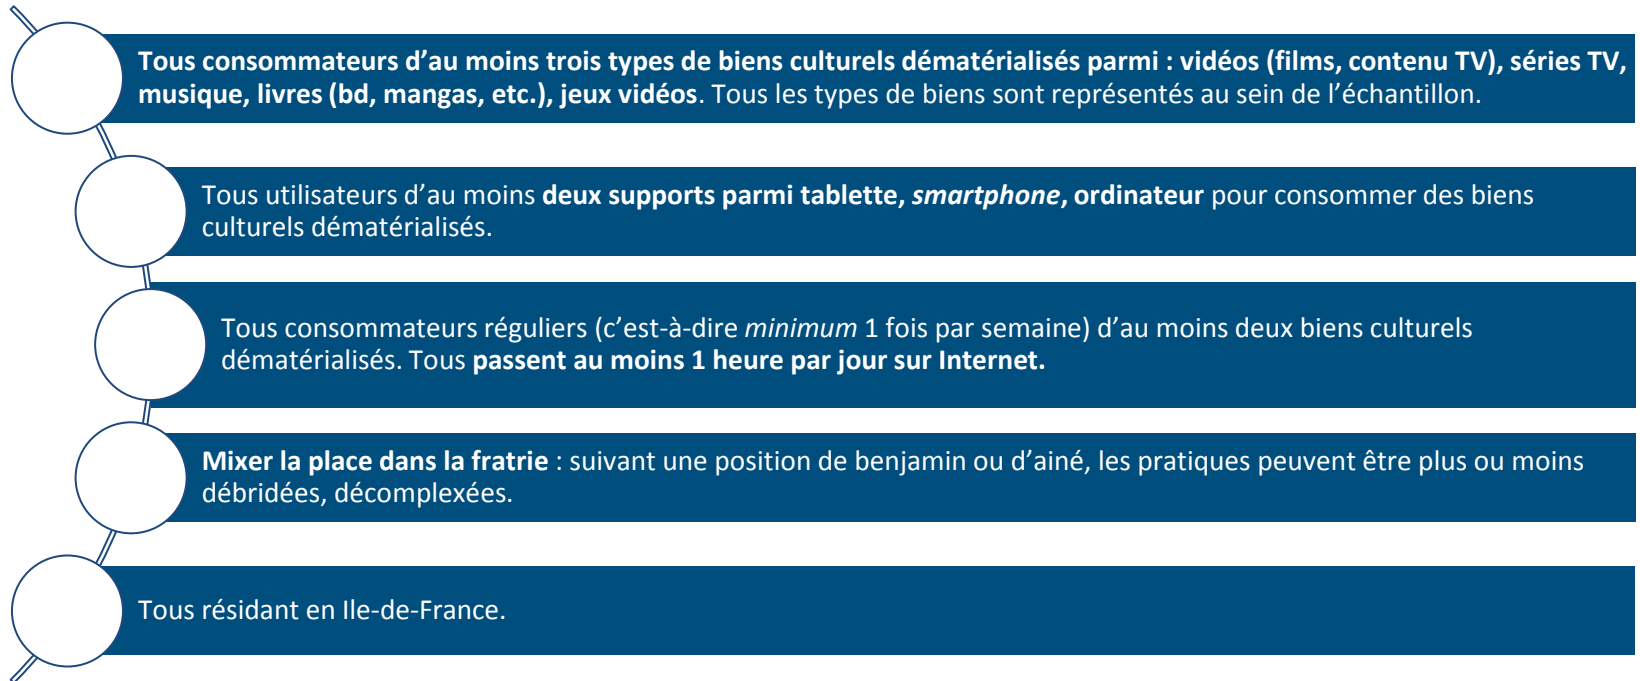 Tous consommateurs d’au moins trois types de biens culturels dématérialisés parmi : vidéos (films, contenu TV), séries TV,
musique, livres (bd, mangas, etc.), jeux vidéos. Tous les types de biens sont représentés au sein de l’échantillon.
Tous utilisateurs d’au moins deux supports parmi tablette, smartphone, ordinateur pour consommer des biens
culturels dématérialisés.
Tous consommateurs réguliers (c’est-à-dire minimum 1 fois par semaine) d’au moins deux biens culturels
dématérialisés. Tous passent au moins 1 heure par jour sur Internet.
Mixer la place dans la fratrie : suivant une position de benjamin ou d’ainé, les pratiques peuvent être plus ou moins
débridées, décomplexées.
Tous résidant en Ile-de-France.